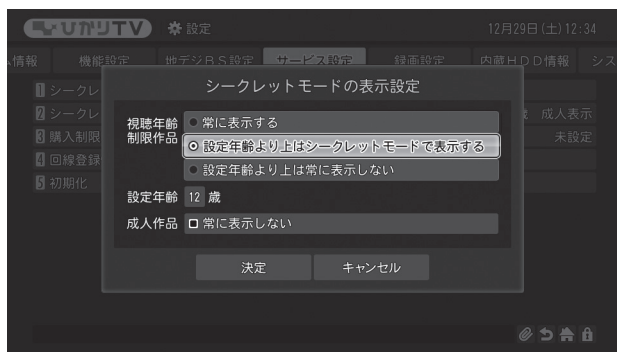 ひかりTV 設定 12月29日(土)12:34
情報 機能設定 地デジBS設定 サービス設定 録画設定 内蔵HDD情報 シス
シークレットモードの表示設定
1 シークレ
2 シークレ 成人表示
3 購入制限 未設定
4 回線登録
5 初期化
視聴年齢制限作品
常に表示する
設定年齢より上はシークレットモードで表示する
設定年齢より上は常に表示しない
設定年齢 12 歳
成人作品 常に表示しない
決定 キャンセル